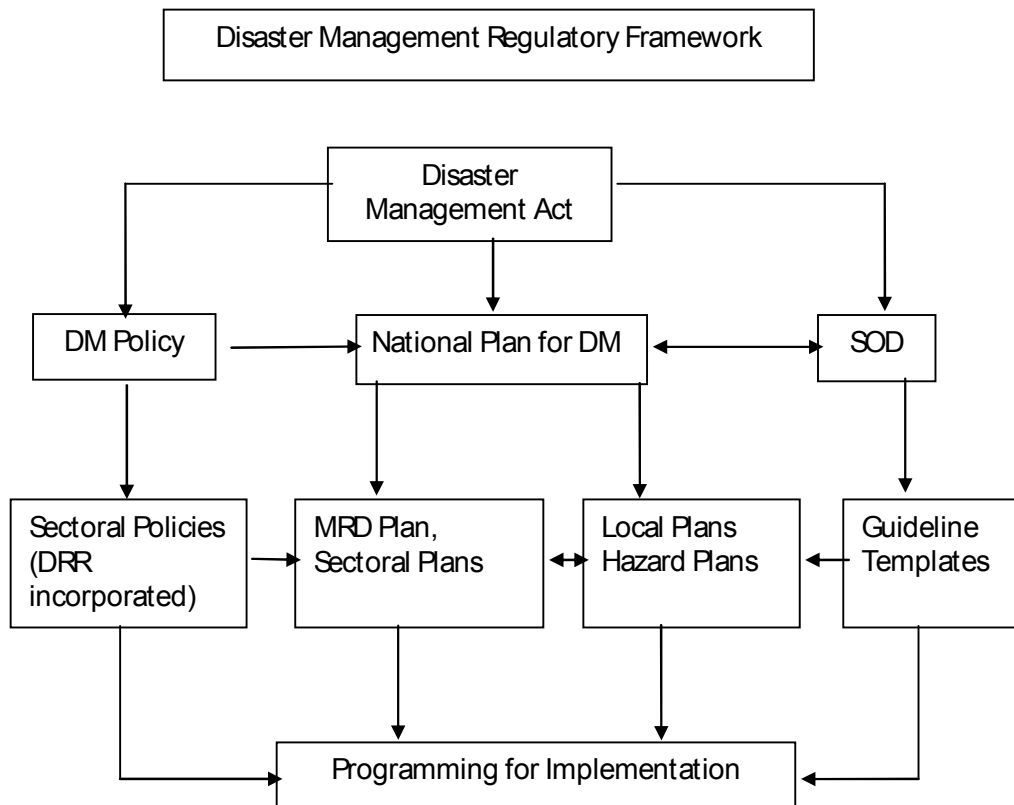 Disaster Management Regulatory Framework
Disaster
Management Act
DM Policy
National Plan for DM
SOD
Sectoral Policies
(DRR
incorporated)
MRD Plan,
Sectoral Plans
Local Plans
Hazard Plans
Guideline
Templates
Programming for Implementation